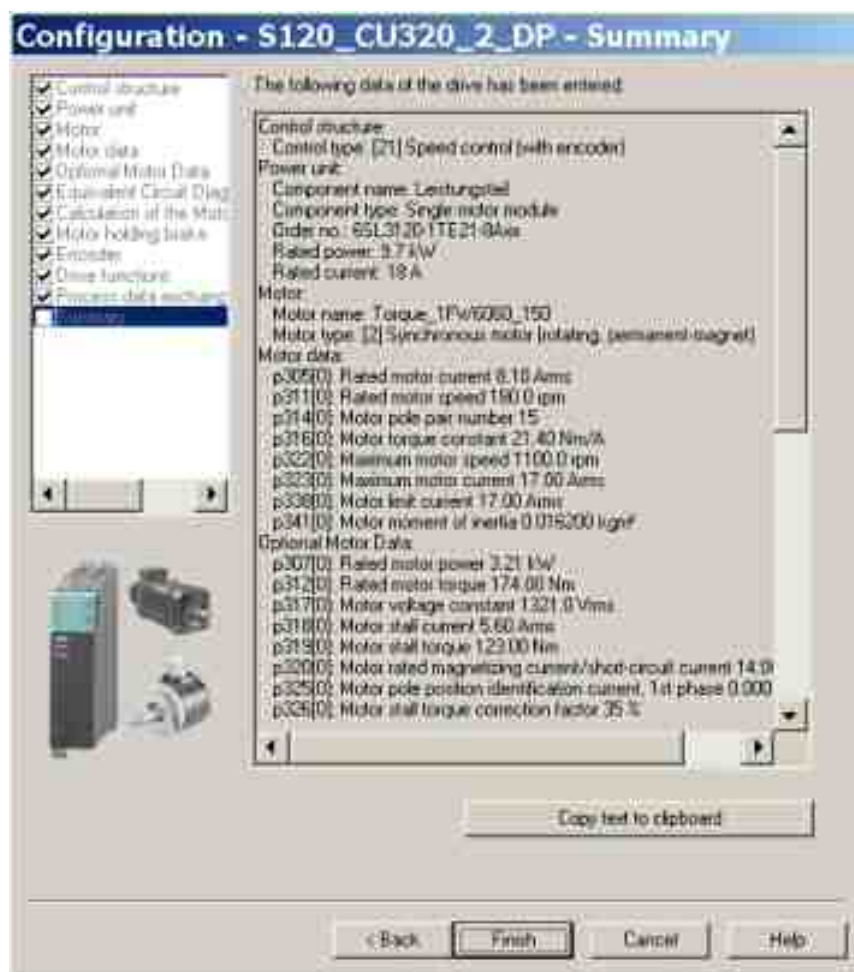 Configuration - S120_CU320_2_DP - Summary
Control structure
Power unit
Motor
Motor data
Optional Motor Data
Equivalent Circuit Diag
Calculation of the Moto
Motor holding brake
Encoder
Drive functions
Process data exchang
Summary
The following data of the drive has been entered:
Control structure:
Control type: [21] Speed control (with encoder)
Power unit:
Component name: Leistungsteil
Component type: Single motor module
Order no.: 6SL3120-1TE21-8Axx
Rated power: 9.7 kW
Rated current: 18 A
Motor:
Motor name: Torque_1FW6060_150
Motor type: [2] Synchronous motor (rotating, permanent-magnet)
Motor data:
p305[0]: Rated motor current 8.10 Arms
p311[0]: Rated motor speed 180.0 rpm
p314[0]: Motor pole pair number 15
p316[0]: Motor torque constant 21.40 Nm/A
p322[0]: Maximum motor speed 1100.0 rpm
p323[0]: Maximum motor current 17.00 Arms
p338[0]: Motor limit current 17.00 Arms
p341[0]: Motor moment of inertia 0.016200 kgm²
Optional Motor Data:
p307[0]: Rated motor power 3.21 kW
p312[0]: Rated motor torque 174.00 Nm
p317[0]: Motor voltage constant 1321.0 Vrms
p318[0]: Motor stall current 5.60 Arms
p319[0]: Motor stall torque 123.00 Nm
p320[0]: Motor rated magnetizing current/short-circuit current 14.0
p325[0]: Motor pole position identification current, 1st phase 0.000
p326[0]: Motor stall torque correction factor 35 %
Copy text to clipboard
< Back
Finish
Cancel
Help